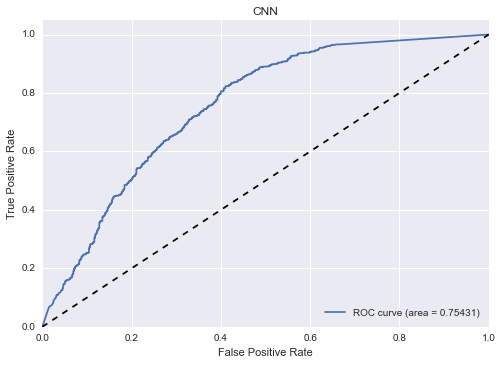 CNN
True Positive Rate
1.0
0.8
0.6
0.4
0.2
0.0
ROC curve (area = 0.75431)
0.0 0.2 0.4 0.6 0.8 1.0
False Positive Rate